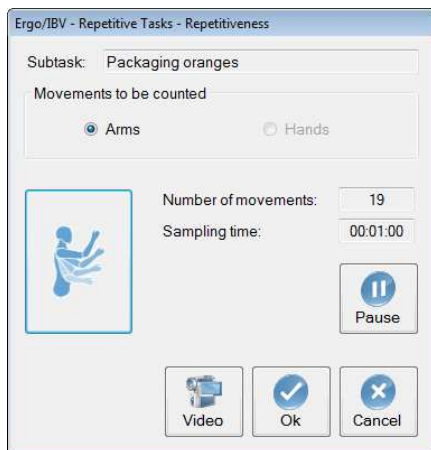 Ergo/IBV - Repetitive Tasks - Repetitiveness
Subtask: Packaging oranges
Movements to be counted
Arms Hands
Number of movements: 19
Sampling time: 00:01:00
Pause
Video Ok Cancel